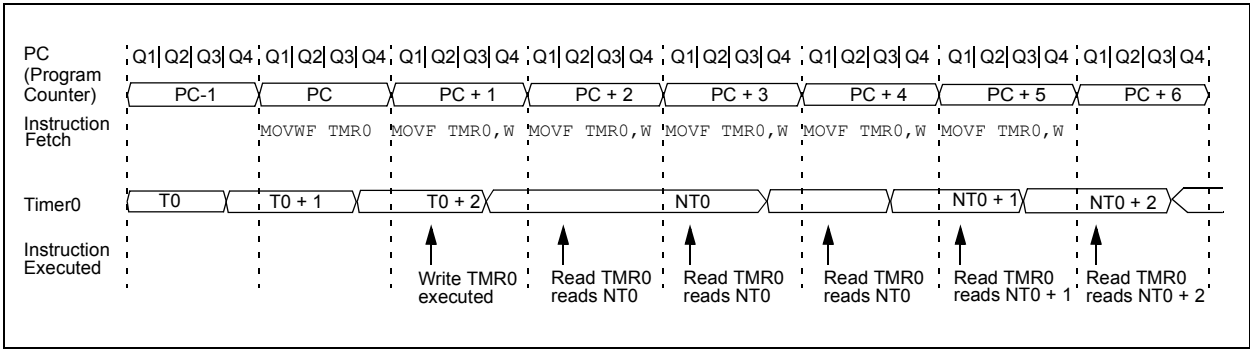 PC
(Program
Counter)
Q1 Q2 Q3 Q4 Q1 Q2 Q3 Q4 Q1 Q2 Q3 Q4 Q1 Q2 Q3 Q4 Q1 Q2 Q3 Q4 Q1 Q2 Q3 Q4 Q1 Q2 Q3 Q4 Q1 Q2 Q3 Q4
PC-1 PC PC + 1 PC + 2 PC + 3 PC + 4 PC + 5 PC + 6
Instruction
Fetch
MOVWF TMR0 MOVF TMR0,W MOVF TMR0,W MOVF TMR0,W MOVF TMR0,W MOVF TMR0,W
Timer0
T0 T0 + 1 T0 + 2 NT0 NT0 + 1 NT0 + 2
Instruction
Executed
Write TMR0
executed
Read TMR0
reads NT0
Read TMR0
reads NT0
Read TMR0
reads NT0
Read TMR0
reads NT0 + 1
Read TMR0
reads NT0 + 2